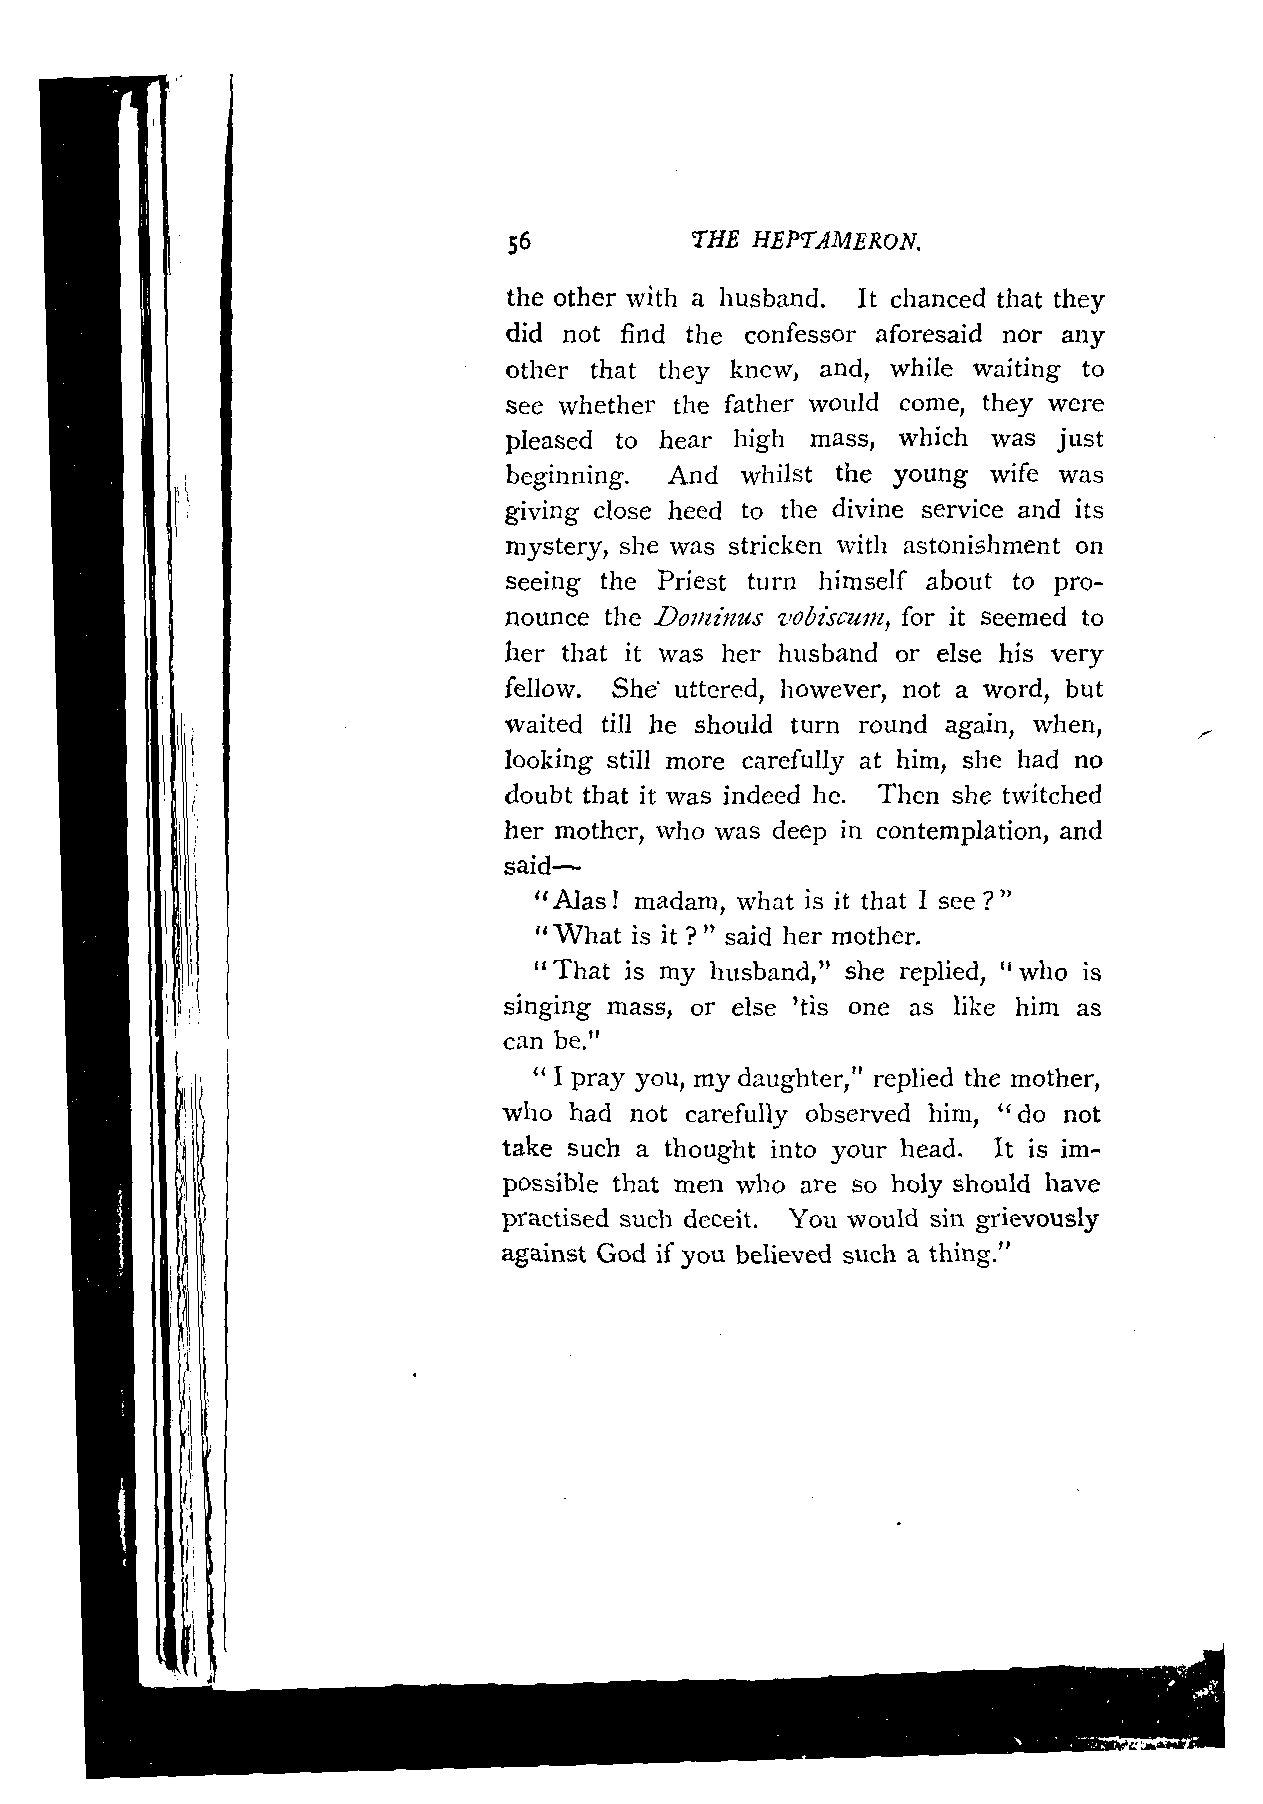 56 THE HEPTAMERON.
the other with a husband. It chanced that they
did not find the confessor aforesaid nor any
other that they knew, and, while waiting to
see whether the father would come, they were
pleased to hear high mass, which was just
beginning. And whilst the young wife was
giving close heed to the divine service and its
mystery, she was stricken with astonishment on
seeing the Priest turn himself about to pro-
nounce the Dominus vobiscum, for it seemed to
her that it was her husband or else his very
fellow. She uttered, however, not a word, but
waited till he should turn round again, when,
looking still more carefully at him, she had no
doubt that it was indeed he. Then she twitched
her mother, who was deep in contemplation, and
said—
"Alas! madam, what is it that I see?"
"What is it?" said her mother.
"That is my husband," she replied, "who is
singing mass, or else 'tis one as like him as
can be."
"I pray you, my daughter," replied the mother,
who had not carefully observed him, "do not
take such a thought into your head. It is im-
possible that men who are so holy should have
practised such deceit. You would sin grievously
against God if you believed such a thing."